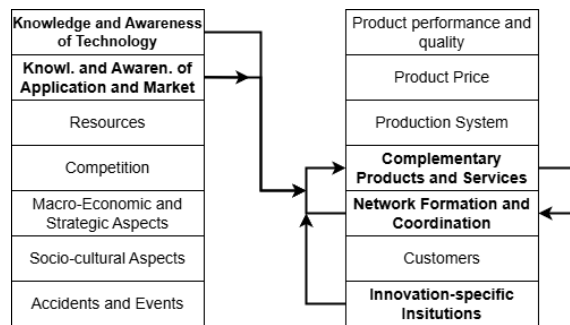 Knowledge and Awareness
of Technology
Knowl. and Awaren. of
Application and Market
Resources
Competition
Macro-Economic and
Strategic Aspects
Socio-cultural Aspects
Accidents and Events
Product performance and
quality
Product Price
Production System
Complementary
Products and Services
Network Formation and
Coordination
Customers
Innovation-specific
Insitutions